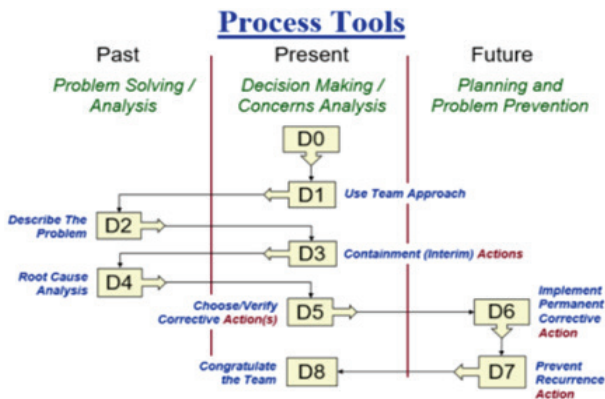 Process Tools
Past
Present
Future
Problem Solving /
Analysis
Decision Making /
Concerns Analysis
Planning and
Problem Prevention
D0
D1
Use Team Approach
Describe The
Problem
D2
D3
Containment (Interim) Actions
Root Cause
Analysis
D4
Choose/Verify
Corrective Action(s)
D5
D6
Implement
Permanent
Corrective
Action
Congratulate
the Team
D8
D7
Prevent
Recurrence
Action